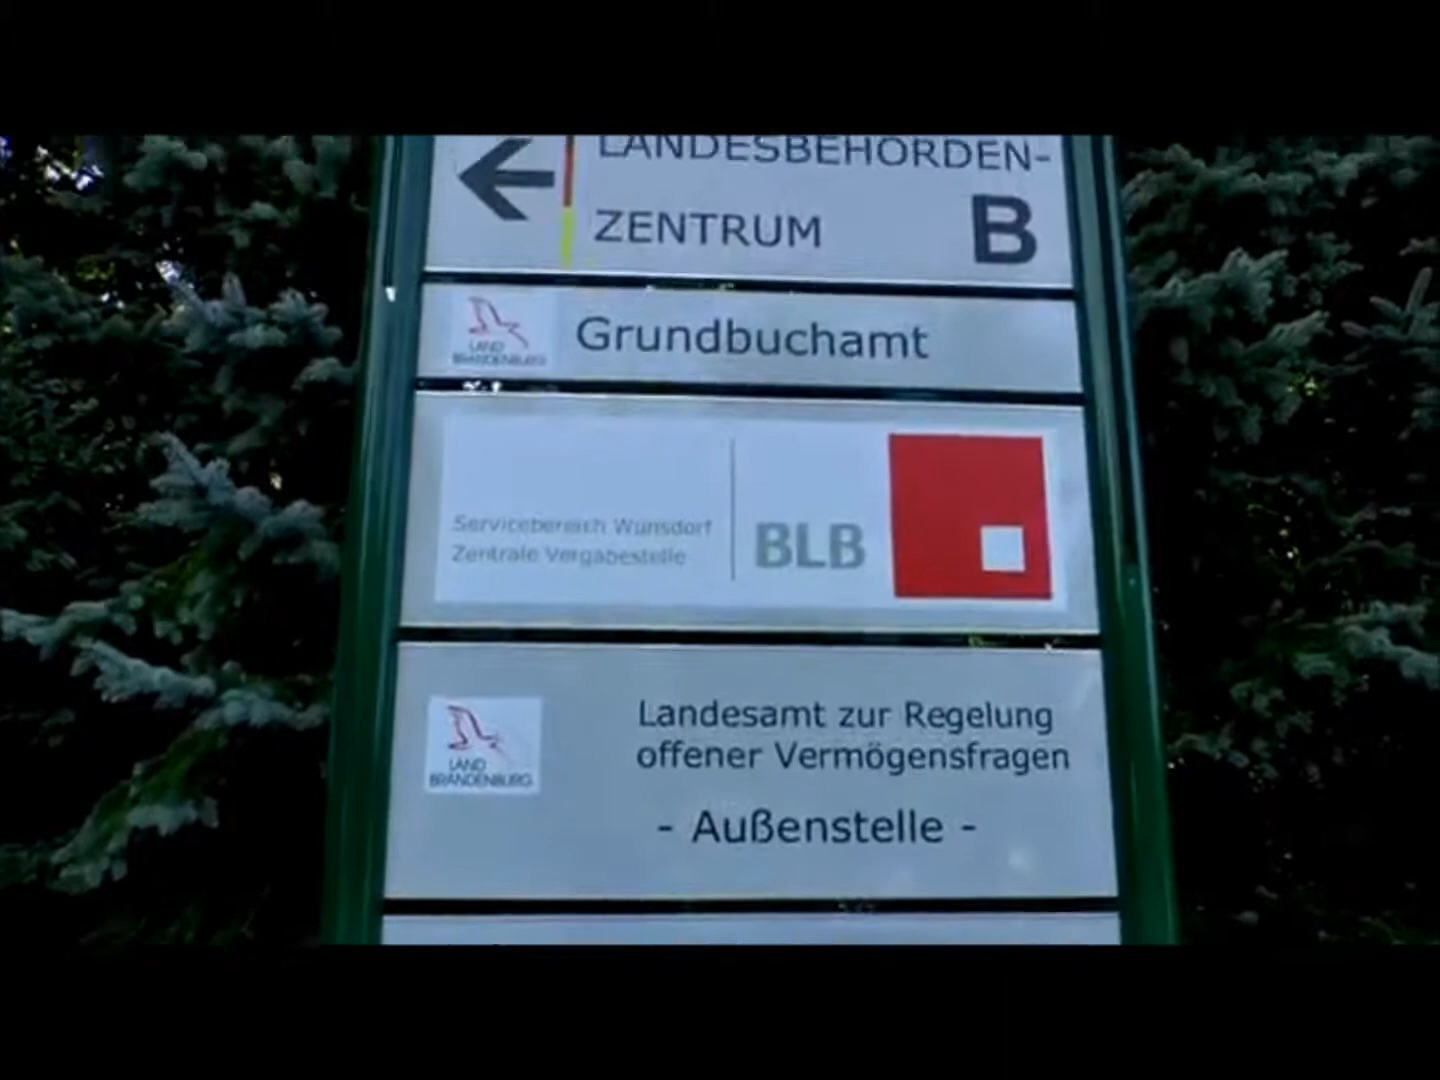 LANDESBEHÖRDEN-
ZENTRUM B
LAND
BRANDENBURG
Grundbuchamt
Servicebereich Wünsdorf
Zentrale Vergabestelle
BLB
LAND
BRANDENBURG
Landesamt zur Regelung
offener Vermögensfragen
- Außenstelle -